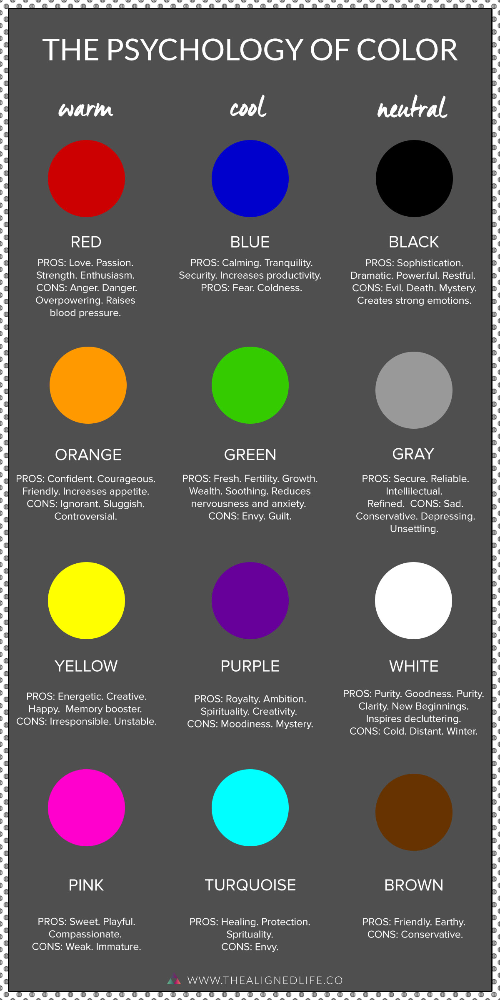 THE PSYCHOLOGY OF COLOR
warm
cool
neutral
RED
PROS: Love. Passion.
Strength. Enthusiasm.
CONS: Anger. Danger.
Overpowering. Raises
blood pressure.
BLUE
PROS: Calming. Tranquility.
Security. Increases productivity.
PROS: Fear. Coldness.
BLACK
PROS: Sophistication.
Dramatic. Power.ful. Restful.
CONS: Evil. Death. Mystery.
Creates strong emotions.
ORANGE
PROS: Confident. Courageous.
Friendly. Increases appetite.
CONS: Ignorant. Sluggish.
Controversial.
GREEN
PROS: Fresh. Fertility. Growth.
Wealth. Soothing. Reduces
nervousness and anxiety.
CONS: Envy. Guilt.
GRAY
PROS: Secure. Reliable.
Intellilectual.
Refined.  CONS: Sad.
Conservative. Depressing.
Unsettling.
YELLOW
PROS: Energetic. Creative.
Happy.  Memory booster.
CONS: Irresponsible. Unstable.
PURPLE
PROS: Royalty. Ambition.
Spirituality. Creativity.
CONS: Moodiness. Mystery.
WHITE
PROS: Purity. Goodness. Purity.
Clarity. New Beginnings.
Inspires decluttering.
CONS: Cold. Distant. Winter.
PINK
PROS: Sweet. Playful.
Compassionate.
CONS: Weak. Immature.
TURQUOISE
PROS: Healing. Protection.
Sprituality.
CONS: Envy.
BROWN
PROS: Friendly. Earthy.
CONS: Conservative.
WWW.THEALIGNEDLIFE.CO